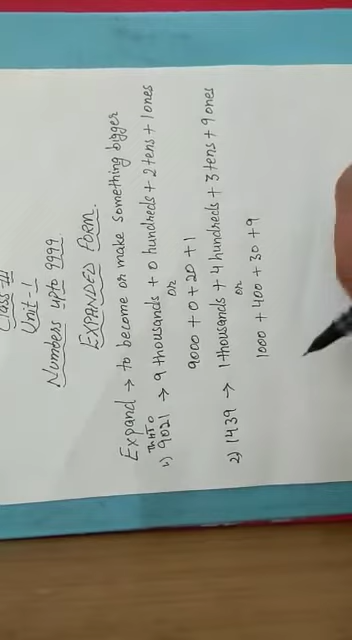 Class-III
Unit-1
Numbers upto 9999
EXPANDED FORM.
Expand → to become or make something bigger
Th H T O
1) 9021 → 9 thousands + 0 hundreds + 2 tens + 1 ones
or
9000 + 0 + 20 + 1
2) 1439 → 1 thousands + 4 hundreds + 3 tens + 9 ones
or
1000 + 400 + 30 + 9